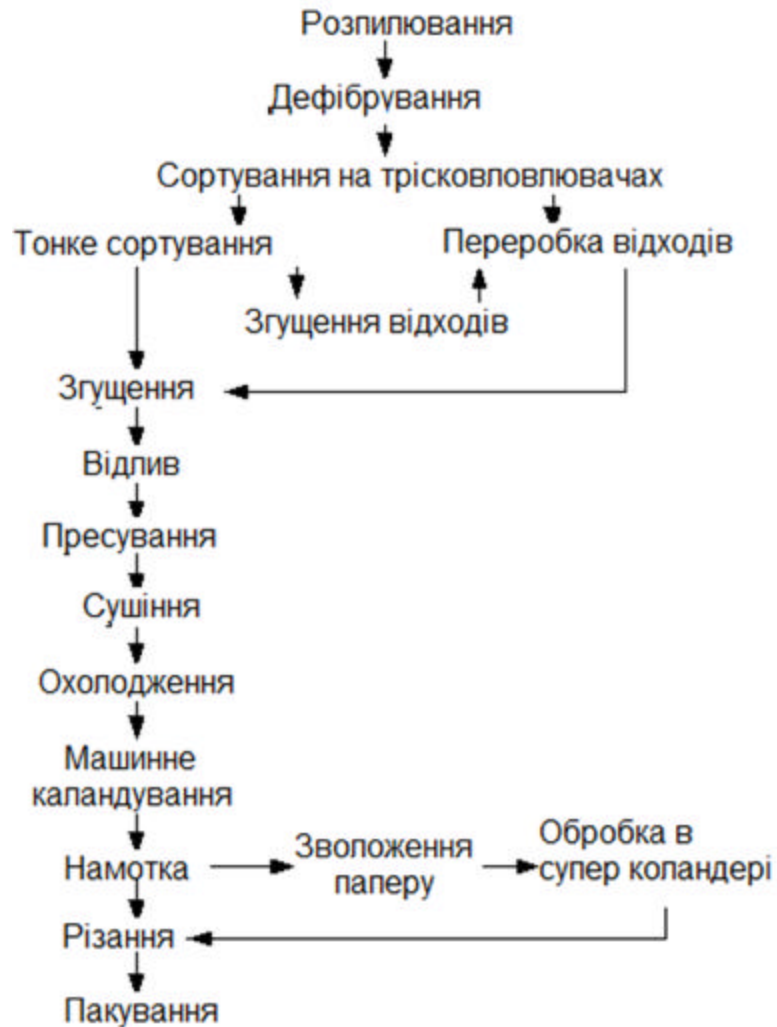 Розпилювання
Дефібрування
Сортування на трісковловлювачах
Тонке сортування
Переробка відходів
Згущення відходів
Згущення
Відлив
Пресування
Сушіння
Охолодження
Машинне
каландування
Намотка
Зволоження
паперу
Обробка в
супер коландері
Різання
Пакування